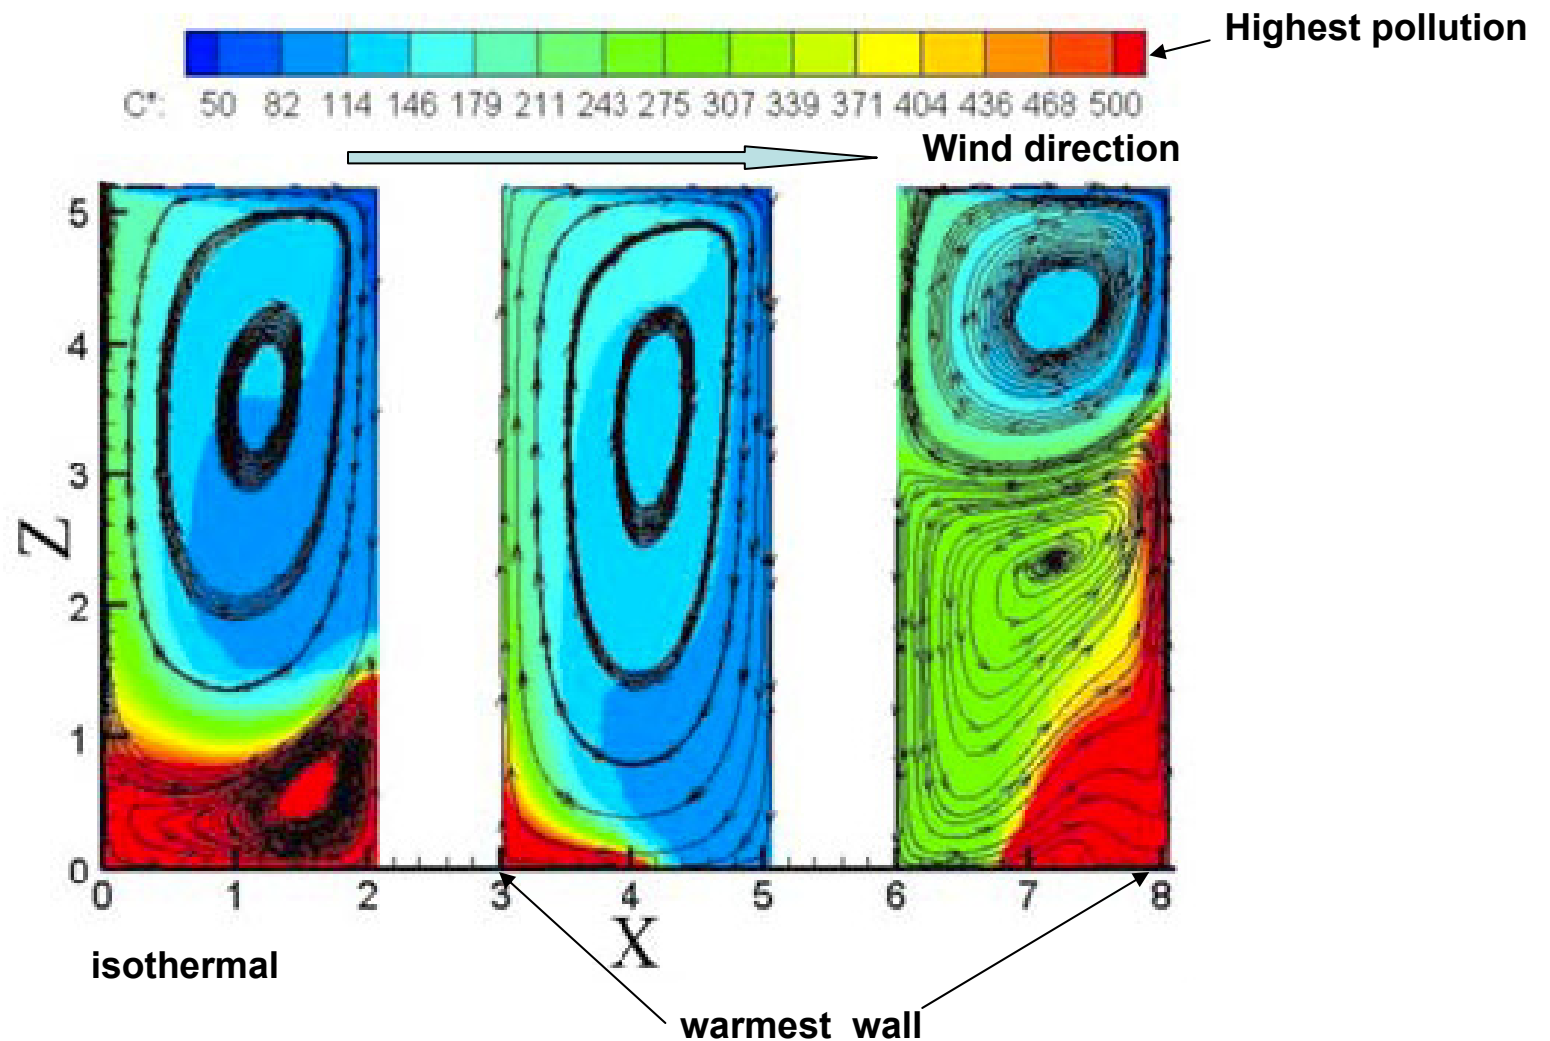 Highest pollution
C*: 50 82 114 146 179 211 243 275 307 339 371 404 436 468 500
Wind direction
5
4
3
2
1
0
Z
0 1 2 3 4 5 6 7 8
X
isothermal
warmest wall